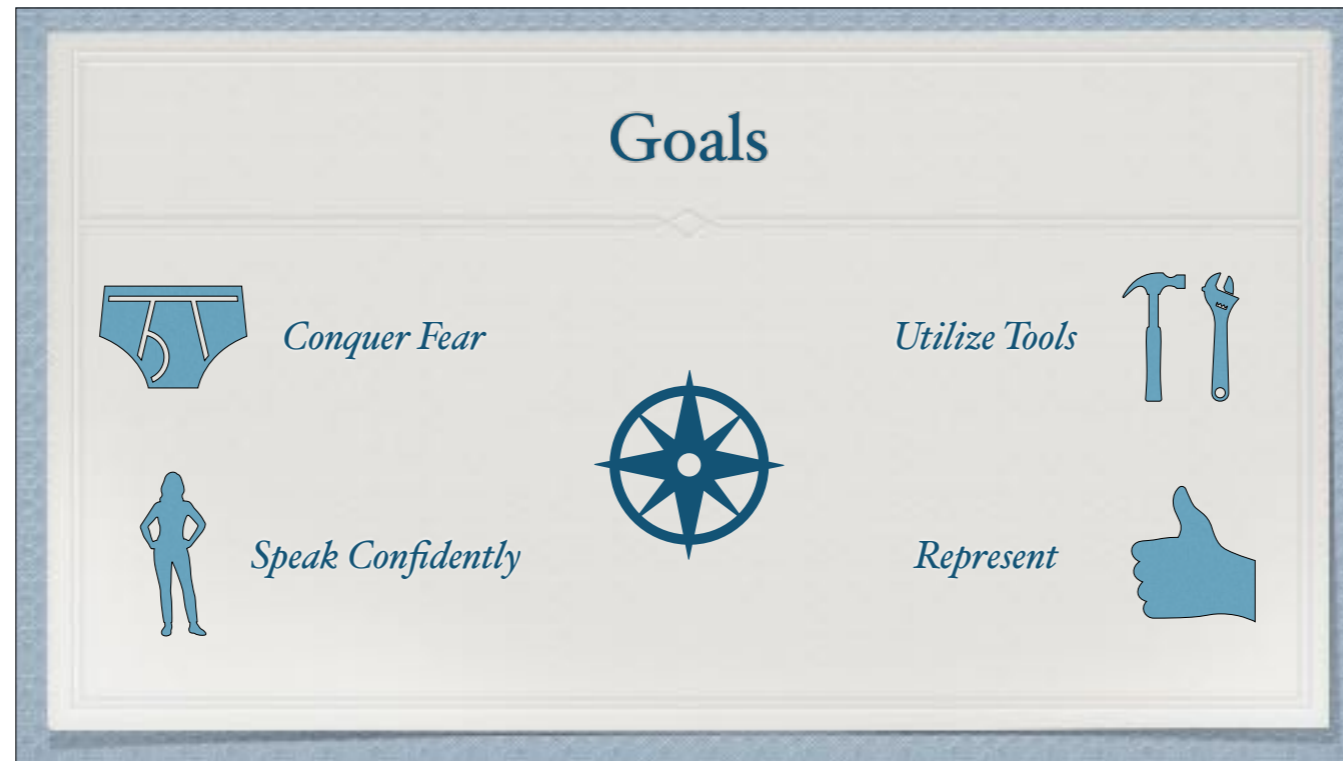 Goals
Conquer Fear
Utilize Tools
Speak Confidently
Represent